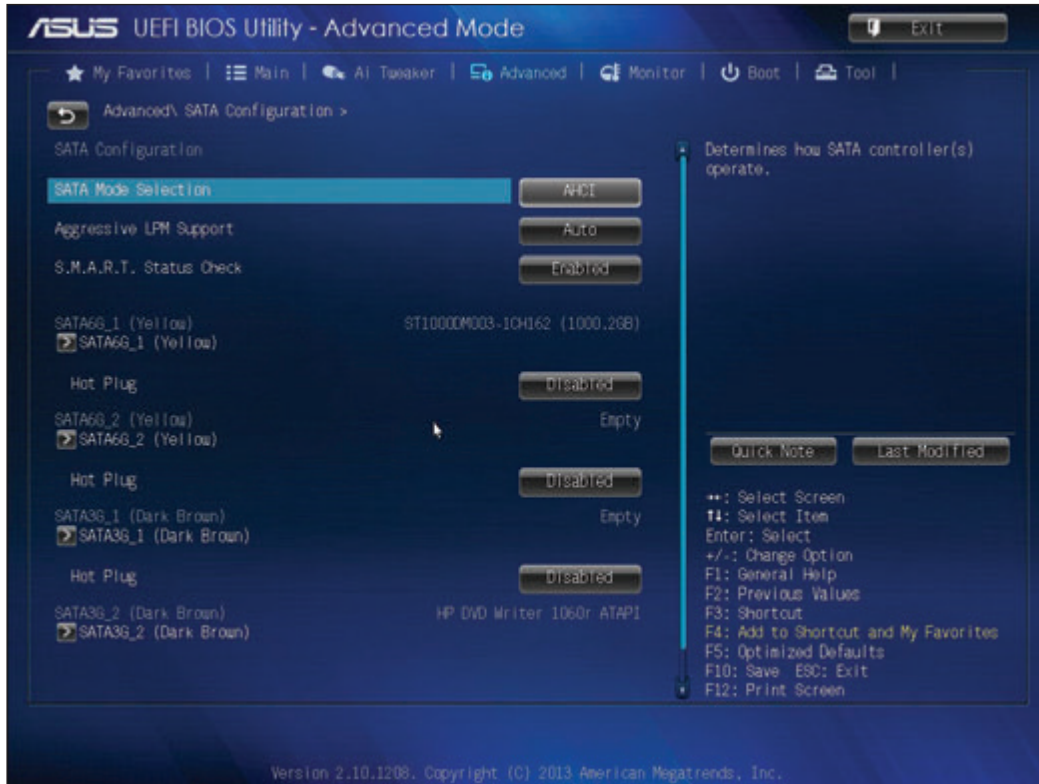 ASUS UEFI BIOS Utility - Advanced Mode
Exit
My Favorites | Main | Ai Tweaker | Advanced | Monitor | Boot | Tool |
Advanced\ SATA Configuration >
SATA Configuration
SATA Mode Selection AHCI
Aggressive LPM Support Auto
S.M.A.R.T. Status Check Enabled
SATA6G_1 (Yellow) ST1000DM003-1CH162 (1000.2GB)
SATA6G_1 (Yellow)
Hot Plug Disabled
SATA6G_2 (Yellow) Empty
SATA6G_2 (Yellow)
Hot Plug Disabled
SATA3G_1 (Dark Brown) Empty
SATA3G_1 (Dark Brown)
Hot Plug Disabled
SATA3G_2 (Dark Brown) HP DVD Writer 1060r ATAPI
SATA3G_2 (Dark Brown)
Determines how SATA controller(s)
operate.
Quick Note
Last Modified
→←: Select Screen
↑↓: Select Item
Enter: Select
+/-: Change Option
F1: General Help
F2: Previous Values
F3: Shortcut
F4: Add to Shortcut and My Favorites
F5: Optimized Defaults
F10: Save ESC: Exit
F12: Print Screen
Version 2.10.1208. Copyright (C) 2013 American Megatrends, Inc.